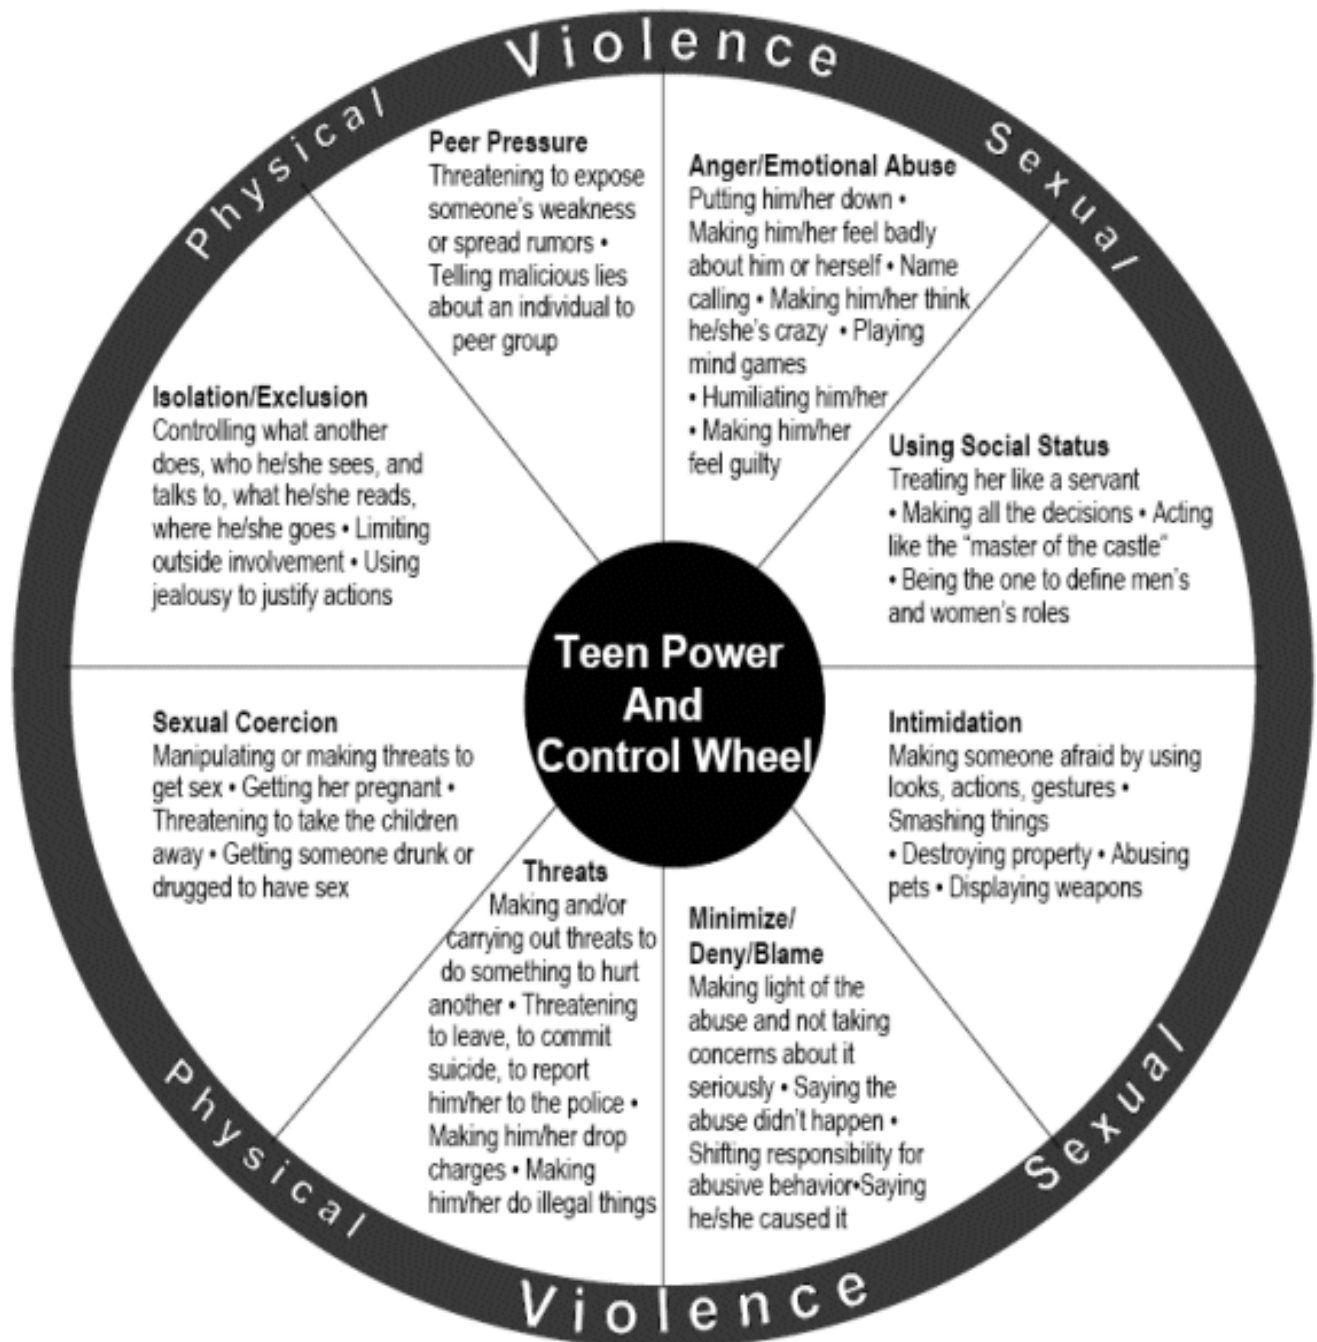 Violence
Physical
Sexual
Peer Pressure
Threatening to expose
someone's weakness
or spread rumors •
Telling malicious lies
about an individual to
peer group
Anger/Emotional Abuse
Putting him/her down •
Making him/her feel badly
about him or herself • Name
calling • Making him/her think
he/she's crazy • Playing
mind games
• Humiliating him/her
• Making him/her
feel guilty
Isolation/Exclusion
Controlling what another
does, who he/she sees, and
talks to, what he/she reads,
where he/she goes • Limiting
outside involvement • Using
jealousy to justify actions
Using Social Status
Treating her like a servant
• Making all the decisions • Acting
like the "master of the castle"
• Being the one to define men's
and women's roles
Teen Power
And
Control Wheel
Sexual Coercion
Manipulating or making threats to
get sex • Getting her pregnant •
Threatening to take the children
away • Getting someone drunk or
drugged to have sex
Intimidation
Making someone afraid by using
looks, actions, gestures •
Smashing things
• Destroying property • Abusing
pets • Displaying weapons
Threats
Making and/or
carrying out threats to
do something to hurt
another • Threatening
to leave, to commit
suicide, to report
him/her to the police •
Making him/her drop
charges • Making
him/her do illegal things
Minimize/
Deny/Blame
Making light of the
abuse and not taking
concerns about it
seriously • Saying the
abuse didn't happen •
Shifting responsibility for
abusive behavior•Saying
he/she caused it
Physical
Sexual
Violence